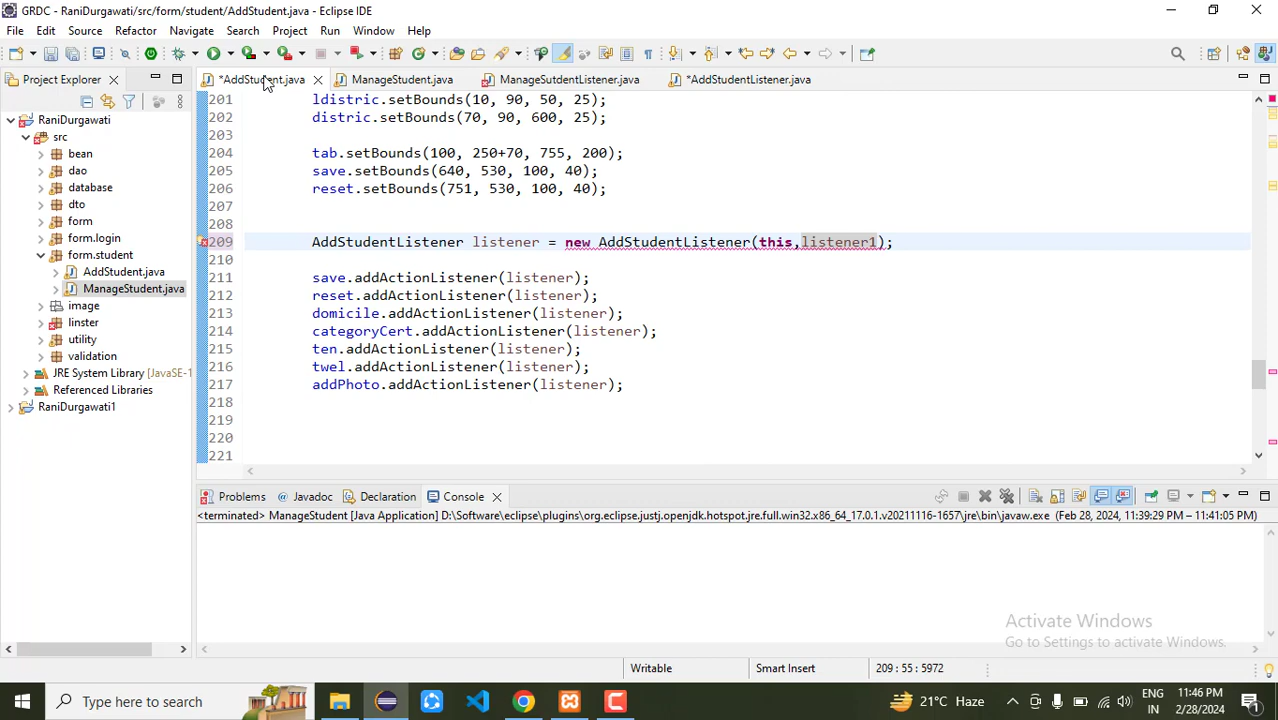 GRDC - RaniDurgawati/src/form/student/AddStudent.java - Eclipse IDE
File Edit Source Refactor Navigate Search Project Run Window Help
Project Explorer
*AddStudent.java ManageStudent.java ManageSutdentListener.java *AddStudentListener.java
RaniDurgawati
src
bean
dao
database
dto
form
form.login
form.student
AddStudent.java
ManageStudent.java
image
linster
utility
validation
JRE System Library [JavaSE-1
Referenced Libraries
RaniDurgawati1
201 ldistric.setBounds(10, 90, 50, 25);
202 distric.setBounds(70, 90, 600, 25);
203
204 tab.setBounds(100, 250+70, 755, 200);
205 save.setBounds(640, 530, 100, 40);
206 reset.setBounds(751, 530, 100, 40);
207
208
209 AddStudentListener listener = new AddStudentListener(this,listener1);
210
211 save.addActionListener(listener);
212 reset.addActionListener(listener);
213 domicile.addActionListener(listener);
214 categoryCert.addActionListener(listener);
215 ten.addActionListener(listener);
216 twel.addActionListener(listener);
217 addPhoto.addActionListener(listener);
218
219
220
221
Problems @ Javadoc Declaration Console
<terminated> ManageStudent [Java Application] D:\Software\eclipse\plugins\org.eclipse.justj.openjdk.hotspot.jre.full.win32.x86_64_17.0.1.v20211116-1657\jre\bin\javaw.exe (Feb 28, 2024, 11:39:29 PM – 11:41:05 PM)
Activate Windows
Go to Settings to activate Windows.
Writable Smart Insert 209 : 55 : 5972
Type here to search
21°C Haze
ENG
IN
11:46 PM
2/28/2024
1